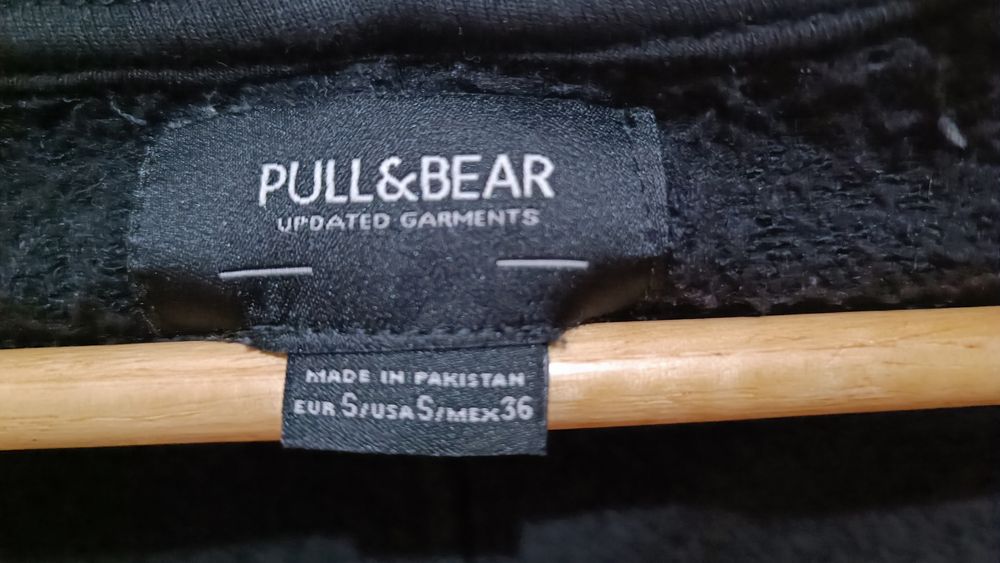 PULL&BEAR
UPDATED GARMENTS
MADE IN PAKISTAN
EUR S/USA S/MEX 36